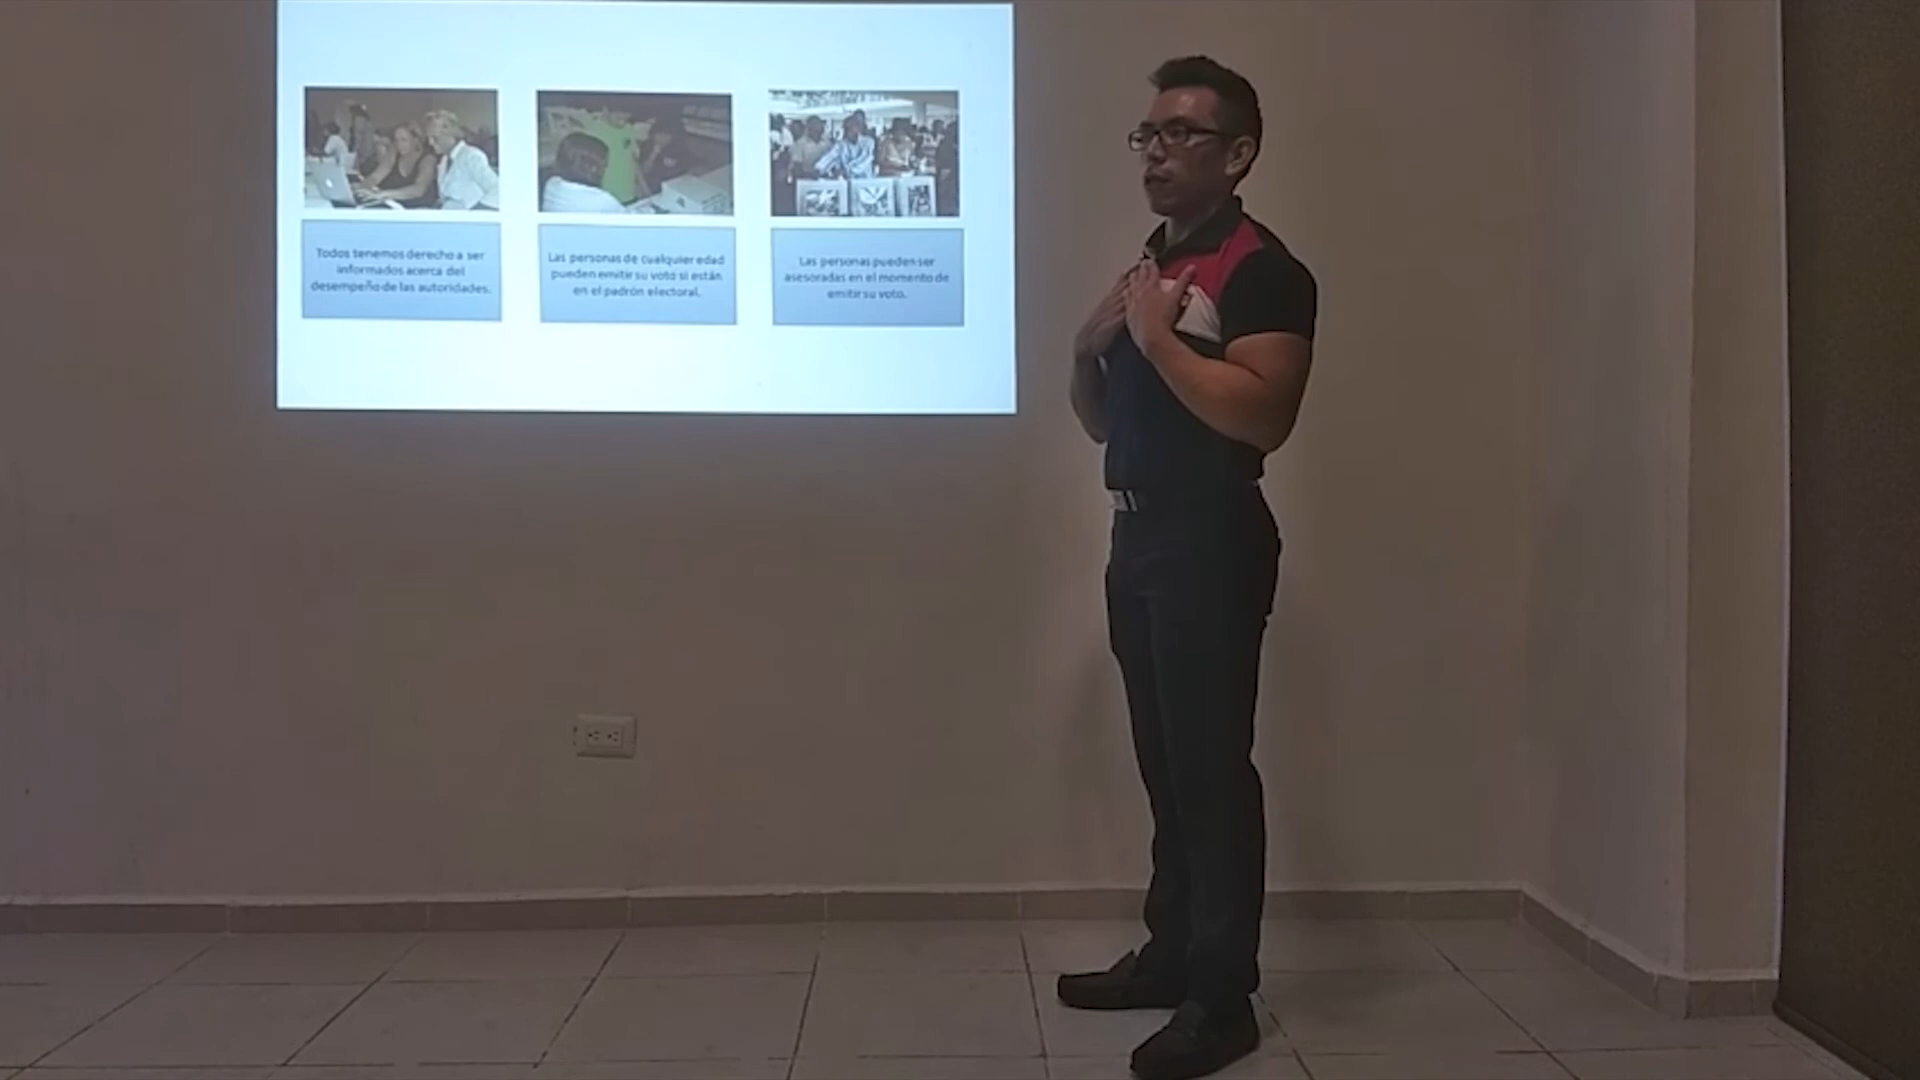 Todos tenemos derecho a ser
informados acerca del
desempeño de las autoridades.
Las personas de cualquier edad
pueden emitir su voto si están
en el padrón electoral.
Las personas pueden ser
asesoradas en el momento de
emitir su voto.